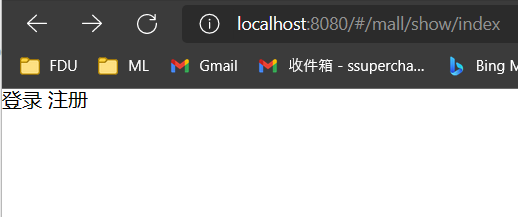 localhost:8080/#/mall/show/index
FDU ML Gmail 收件箱 - ssupercha... Bing M
登录 注册